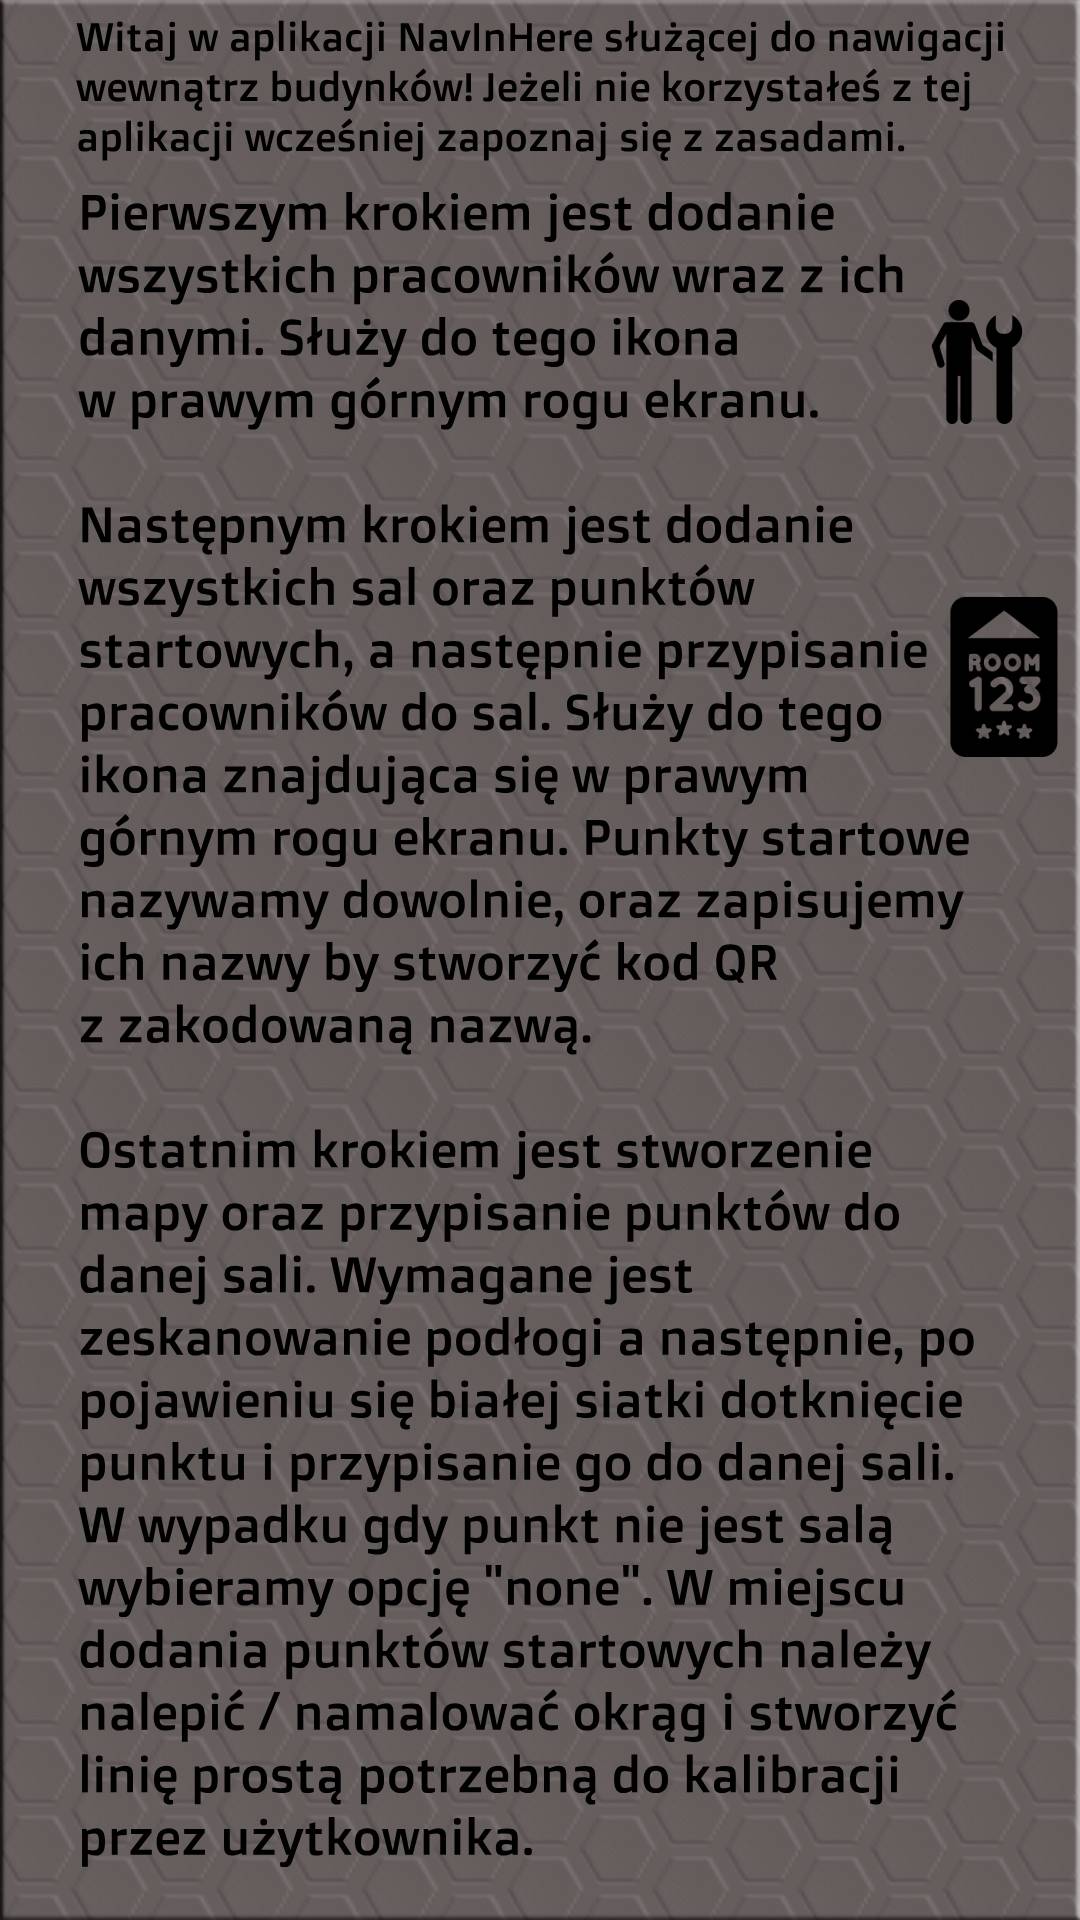 Witaj w aplikacji NavInHere służącej do nawigacji
wewnątrz budynków! Jeżeli nie korzystałeś z tej
aplikacji wcześniej zapoznaj się z zasadami.
Pierwszym krokiem jest dodanie
wszystkich pracowników wraz z ich
danymi. Służy do tego ikona
w prawym górnym rogu ekranu.
Następnym krokiem jest dodanie
wszystkich sal oraz punktów
startowych, a następnie przypisanie
pracowników do sal. Służy do tego
ikona znajdująca się w prawym
górnym rogu ekranu. Punkty startowe
nazywamy dowolnie, oraz zapisujemy
ich nazwy by stworzyć kod QR
z zakodowaną nazwą.
ROOM
123
Ostatnim krokiem jest stworzenie
mapy oraz przypisanie punktów do
danej sali. Wymagane jest
zeskanowanie podłogi a następnie, po
pojawieniu się białej siatki dotknięcie
punktu i przypisanie go do danej sali.
W wypadku gdy punkt nie jest salą
wybieramy opcję "none". W miejscu
dodania punktów startowych należy
nalepić / namalować okrąg i stworzyć
linię prostą potrzebną do kalibracji
przez użytkownika.